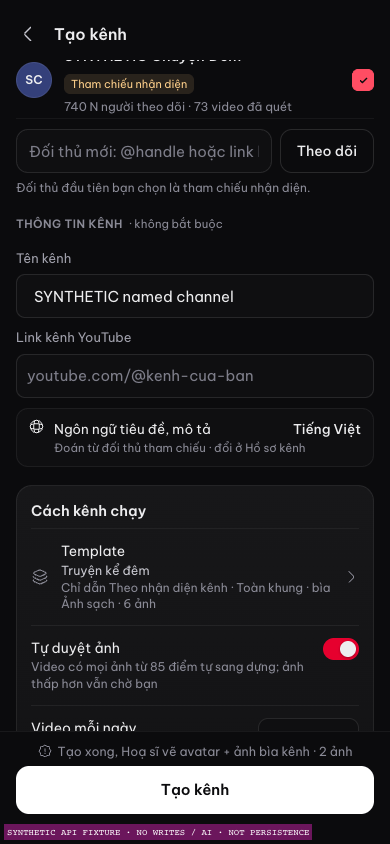 Tạo kênh
SC
Tham chiếu nhận diện
740 N người theo dõi · 73 video đã quét
Đối thủ mới: @handle hoặc link
Theo dõi
Đối thủ đầu tiên bạn chọn là tham chiếu nhận diện.
THÔNG TIN KÊNH · không bắt buộc
Tên kênh
SYNTHETIC named channel
Link kênh YouTube
youtube.com/@kenh-cua-ban
Ngôn ngữ tiêu đề, mô tả
Tiếng Việt
Đoán từ đối thủ tham chiếu · đổi ở Hồ sơ kênh
Cách kênh chạy
Template
Truyện kể đêm
Chỉ dẫn Theo nhận diện kênh · Toàn khung · bìa
Ảnh sạch · 6 ảnh
Tự duyệt ảnh
Video có mọi ảnh từ 85 điểm tự sang dựng; ảnh
thấp hơn vẫn chờ bạn
Video mỗi ngày
Tạo xong, Hoạ sĩ vẽ avatar + ảnh bìa kênh · 2 ảnh
Tạo kênh
SYNTHETIC API FIXTURE · NO WRITES / AI · NOT PERSISTENCE